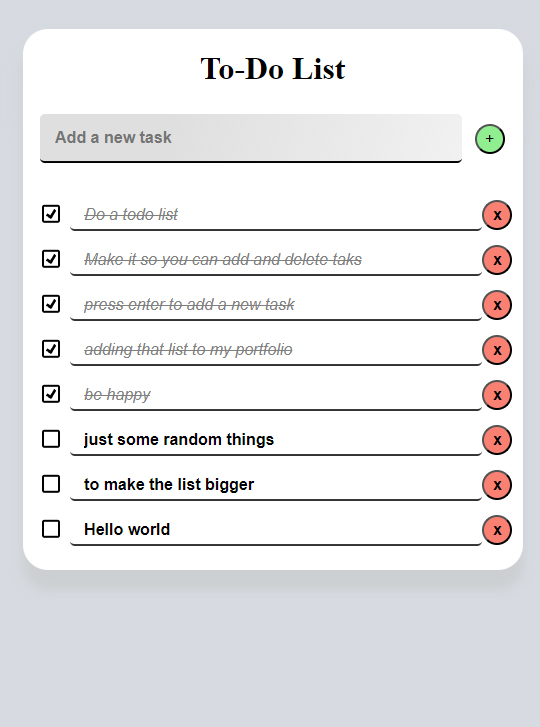 To-Do List
Add a new task +
Do a todo list x
Make it so you can add and delete taks x
press enter to add a new task x
adding that list to my portfolio x
be happy x
just some random things x
to make the list bigger x
Hello world x